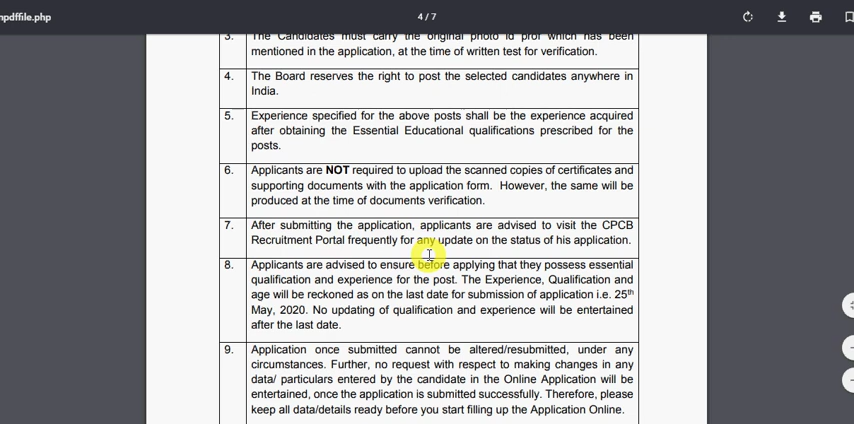 npdffile.php
4 / 7
3. The Candidates must carry the original photo id prof which has been
mentioned in the application, at the time of written test for verification.
4. The Board reserves the right to post the selected candidates anywhere in
India.
5. Experience specified for the above posts shall be the experience acquired
after obtaining the Essential Educational qualifications prescribed for the
posts.
6. Applicants are NOT required to upload the scanned copies of certificates and
supporting documents with the application form. However, the same will be
produced at the time of documents verification.
7. After submitting the application, applicants are advised to visit the CPCB
Recruitment Portal frequently for any update on the status of his application.
8. Applicants are advised to ensure before applying that they possess essential
qualification and experience for the post. The Experience, Qualification and
age will be reckoned as on the last date for submission of application i.e. 25th
May, 2020. No updating of qualification and experience will be entertained
after the last date.
9. Application once submitted cannot be altered/resubmitted, under any
circumstances. Further, no request with respect to making changes in any
data/ particulars entered by the candidate in the Online Application will be
entertained, once the application is submitted successfully. Therefore, please
keep all data/details ready before you start filling up the Application Online.